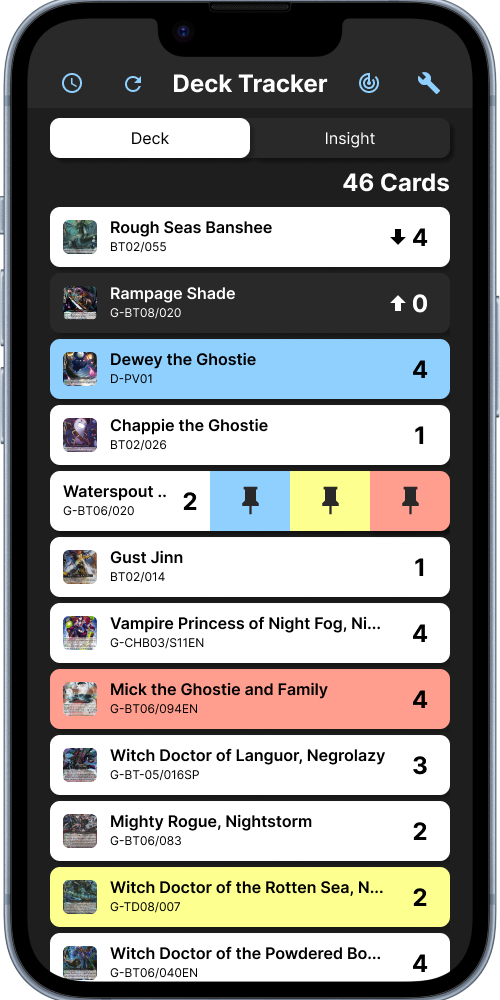 Deck Tracker
Deck
Insight
46 Cards
Rough Seas Banshee
BT02/055
4
Rampage Shade
G-BT08/020
0
Dewey the Ghostie
D-PV01
4
Chappie the Ghostie
BT02/026
1
Waterspout ..
G-BT06/020
2
Gust Jinn
BT02/014
1
Vampire Princess of Night Fog, Ni...
G-CHB03/S11EN
4
Mick the Ghostie and Family
G-BT06/094EN
4
Witch Doctor of Languor, Negrolazy
G-BT-05/016SP
3
Mighty Rogue, Nightstorm
G-BT06/083
2
Witch Doctor of the Rotten Sea, N...
G-TD08/007
2
Witch Doctor of the Powdered Bo...
G-BT06/040EN
4